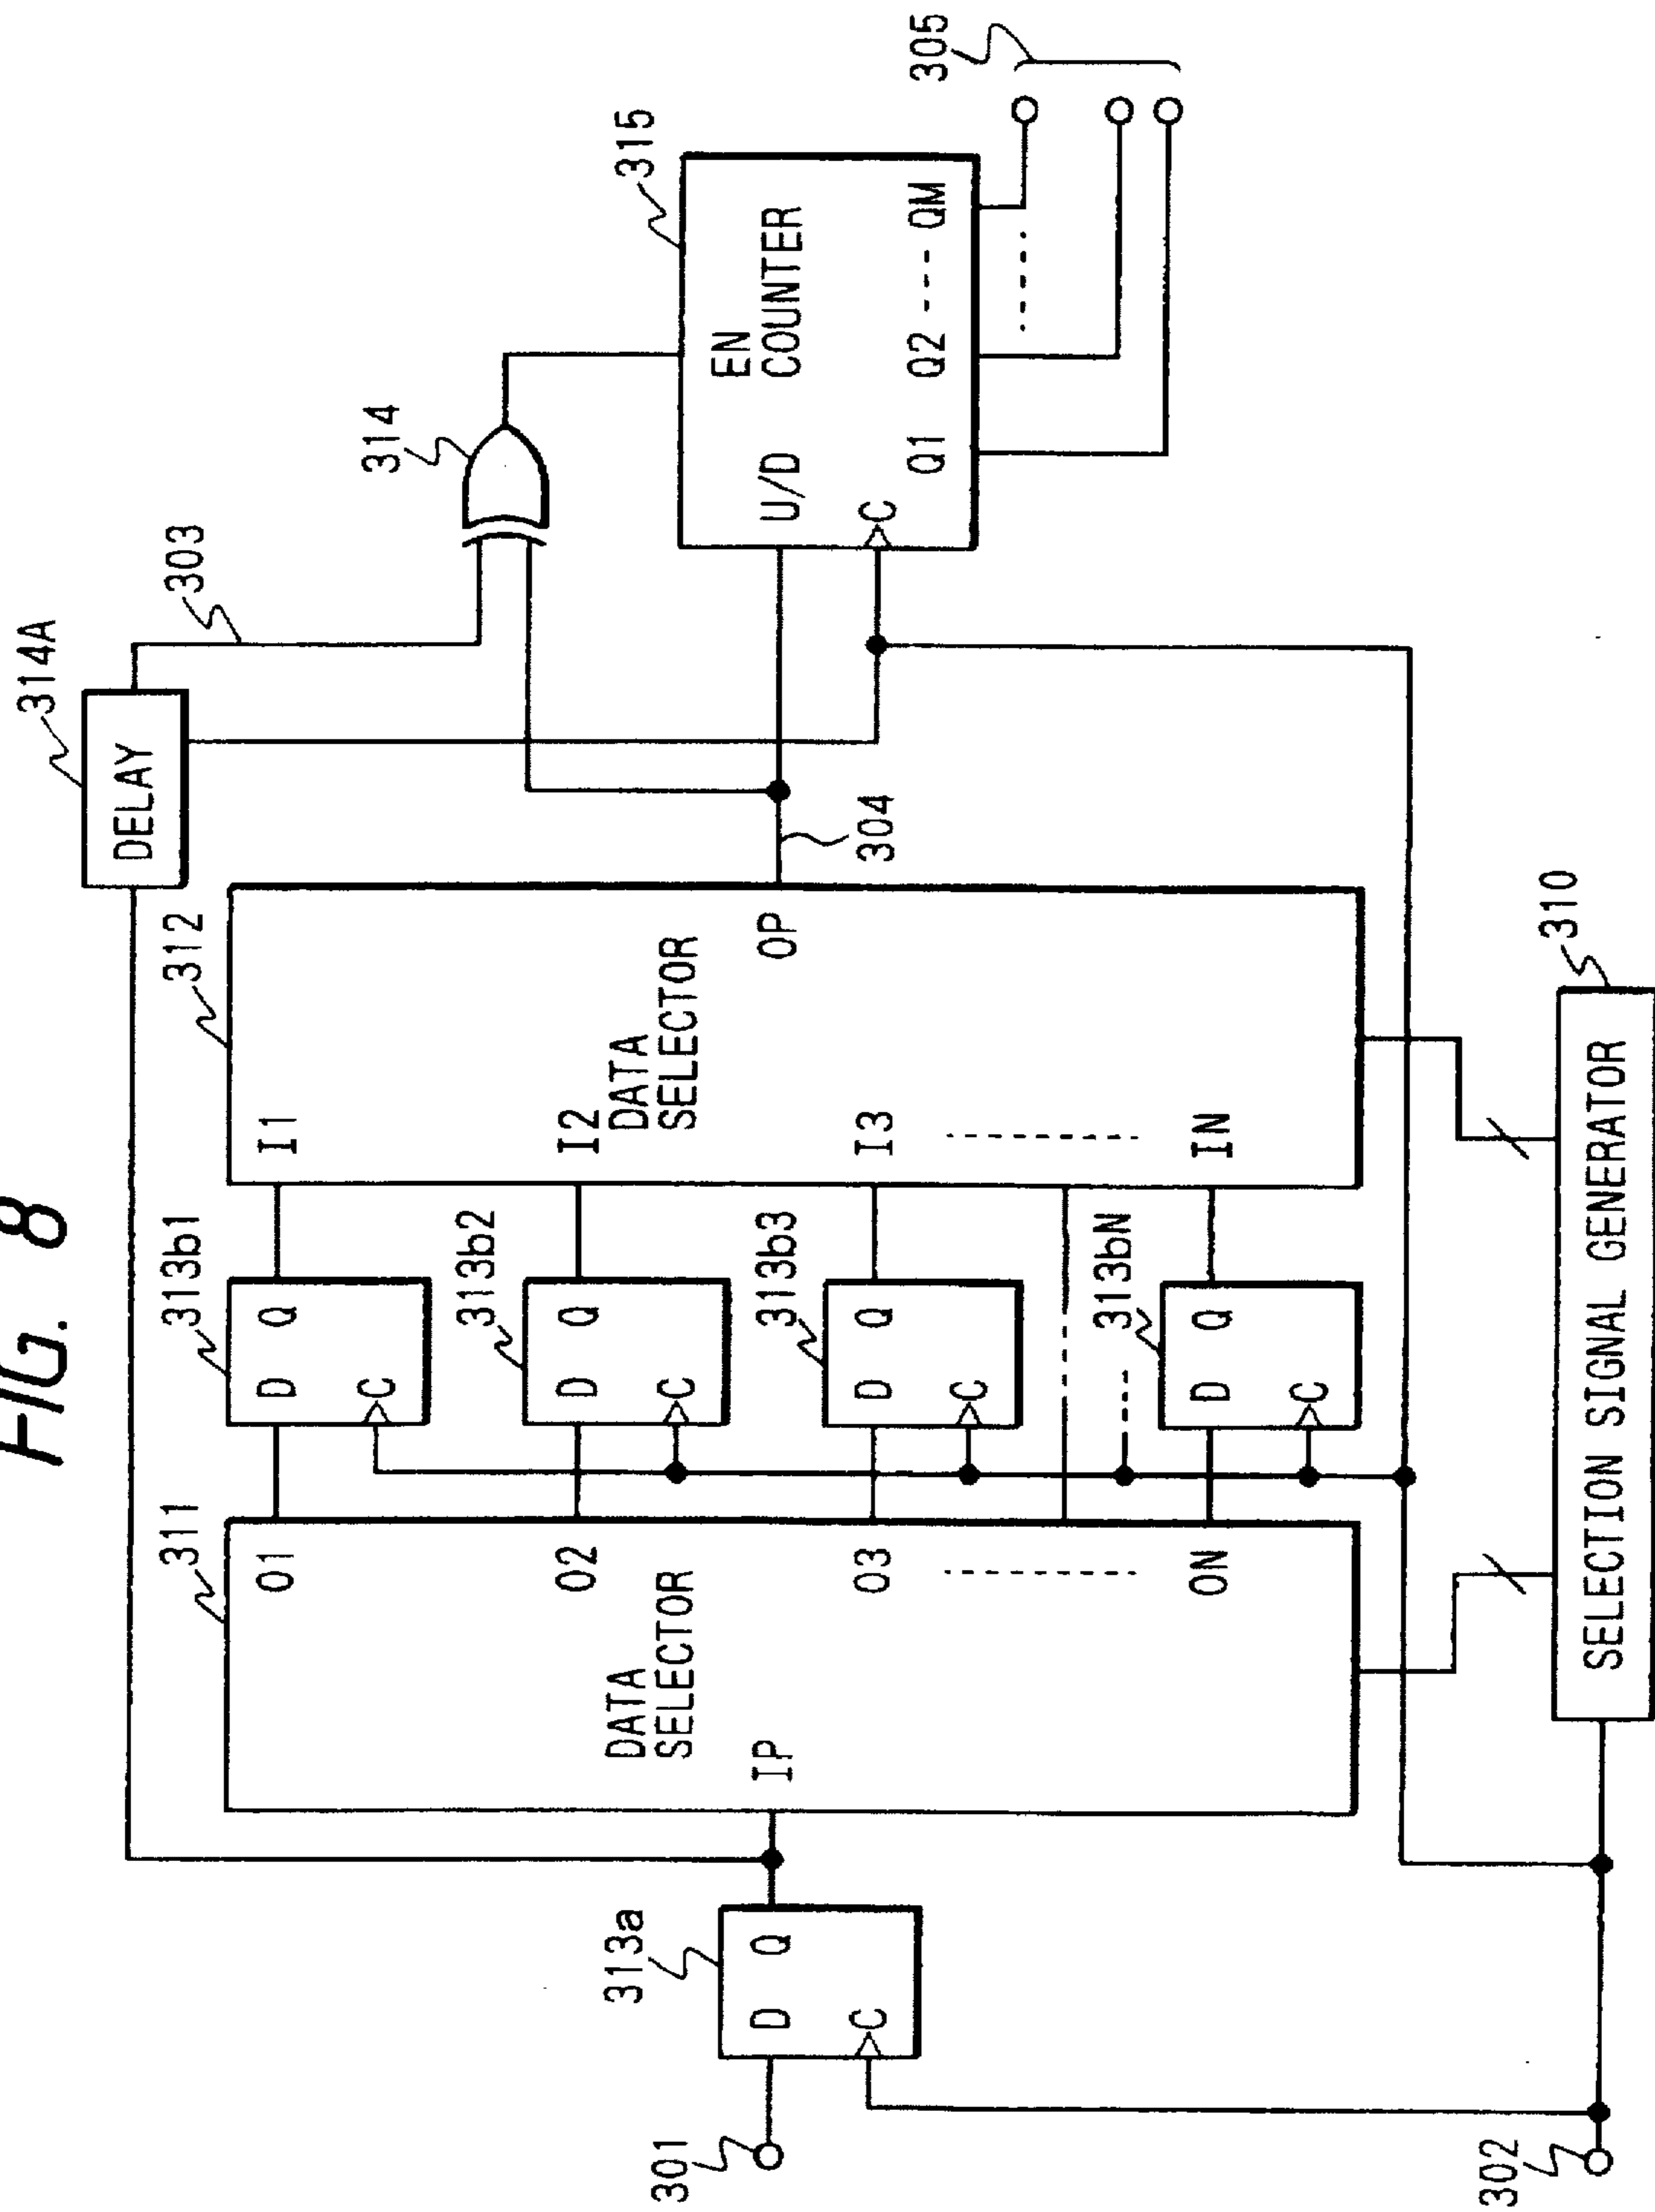 FIG. 8
314A
DELAY
303
314
315
EN
COUNTER
U/D
C
Q1 Q2 ---- QM
305
311
DATA
SELECTOR
IP
O1
O2
O3
ON
313b1
D Q
C
313b2
D Q
C
313b3
D Q
C
313bN
D Q
C
312
I1
I2
I3
IN
DATA
SELECTOR
OP
304
313a
D Q
C
301
302
310
SELECTION SIGNAL GENERATOR